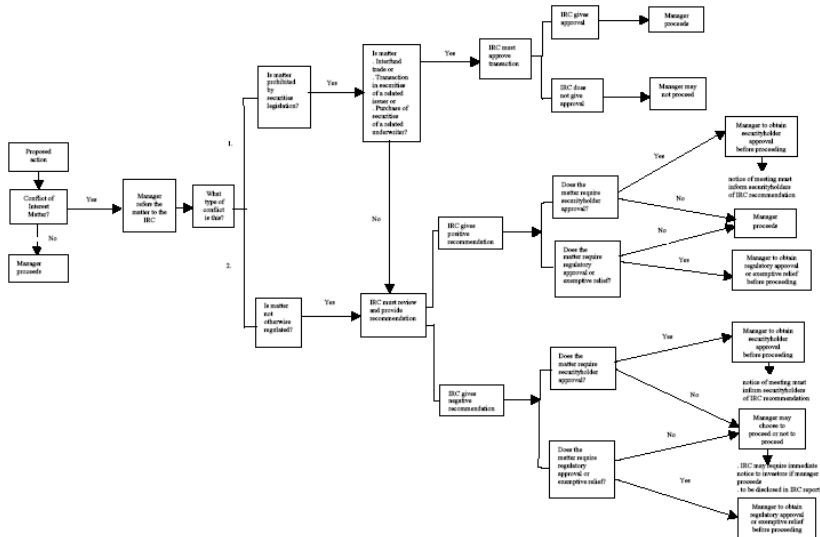 Proposed
action
Conflict of
Interest
Matter?
Yes
No
Manager
proceeds
Manager
refers the
matter to the
IRC
What
type of
conflict
is this?
1.
2.
Is matter
prohibited
by
securities
legislation?
Yes
Is matter
. Interfund
trade or
. Transaction
in securities
of a related
issuer or
. Purchase of
securities
of a related
underwriter?
Yes
No
IRC must
approve
transaction
IRC gives
approval
Manager
proceeds
IRC does
not give
approval
Manager may
not proceed
Is matter
not
otherwise
regulated?
Yes
IRC must review
and provide
recommendation
IRC gives
positive
recommendation
Does the
matter require
securityholder
approval?
Yes
Manager to obtain
securityholder
approval
before proceeding
notice of meeting must
inform securityholders
of IRC recommendation
No
Manager
proceeds
Does the
matter require
regulatory
approval or
exemptive relief?
No
Yes
Manager to obtain
regulatory approval
or exemptive relief
before proceeding
IRC gives
negative
recommendation
Does the
matter require
securityholder
approval?
Yes
Manager to obtain
securityholder
approval
before proceeding
notice of meeting must
inform securityholders
of IRC recommendation
No
Manager may
choose to
proceed or not to
proceed
. IRC may require immediate
notice to investors if manager
proceeds
. to be disclosed in IRC report
Does the
matter require
regulatory
approval or
exemptive relief?
No
Yes
Manager to obtain
regulatory approval
or exemptive relief
before proceeding